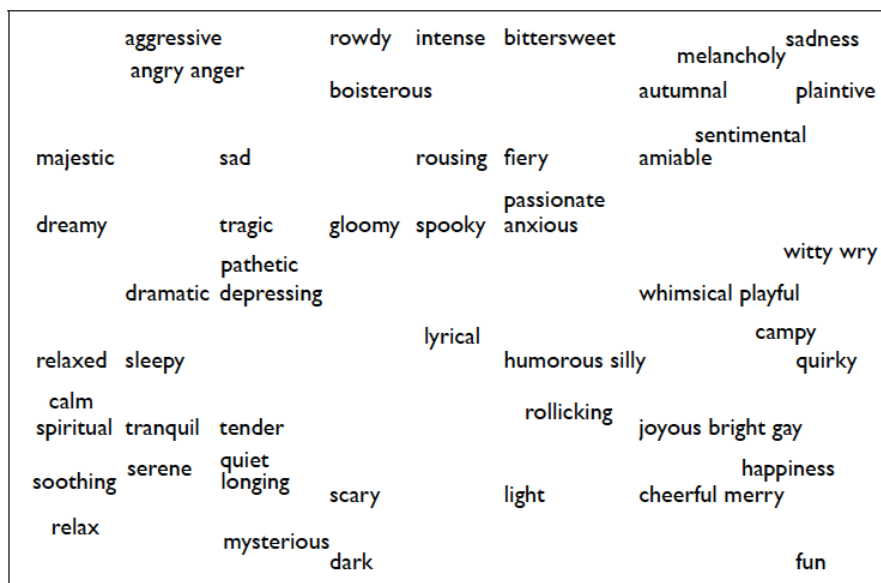 aggressive rowdy intense bittersweet sadness
melancholy
angry anger
boisterous autumnal plaintive
sentimental
majestic sad rousing fiery amiable
passionate
dreamy tragic gloomy spooky anxious
witty wry
pathetic
dramatic depressing whimsical playful
lyrical campy
relaxed sleepy humorous silly quirky
calm rollicking
spiritual tranquil tender joyous bright gay
serene quiet happiness
soothing longing
scary light cheerful merry
relax
mysterious
dark fun